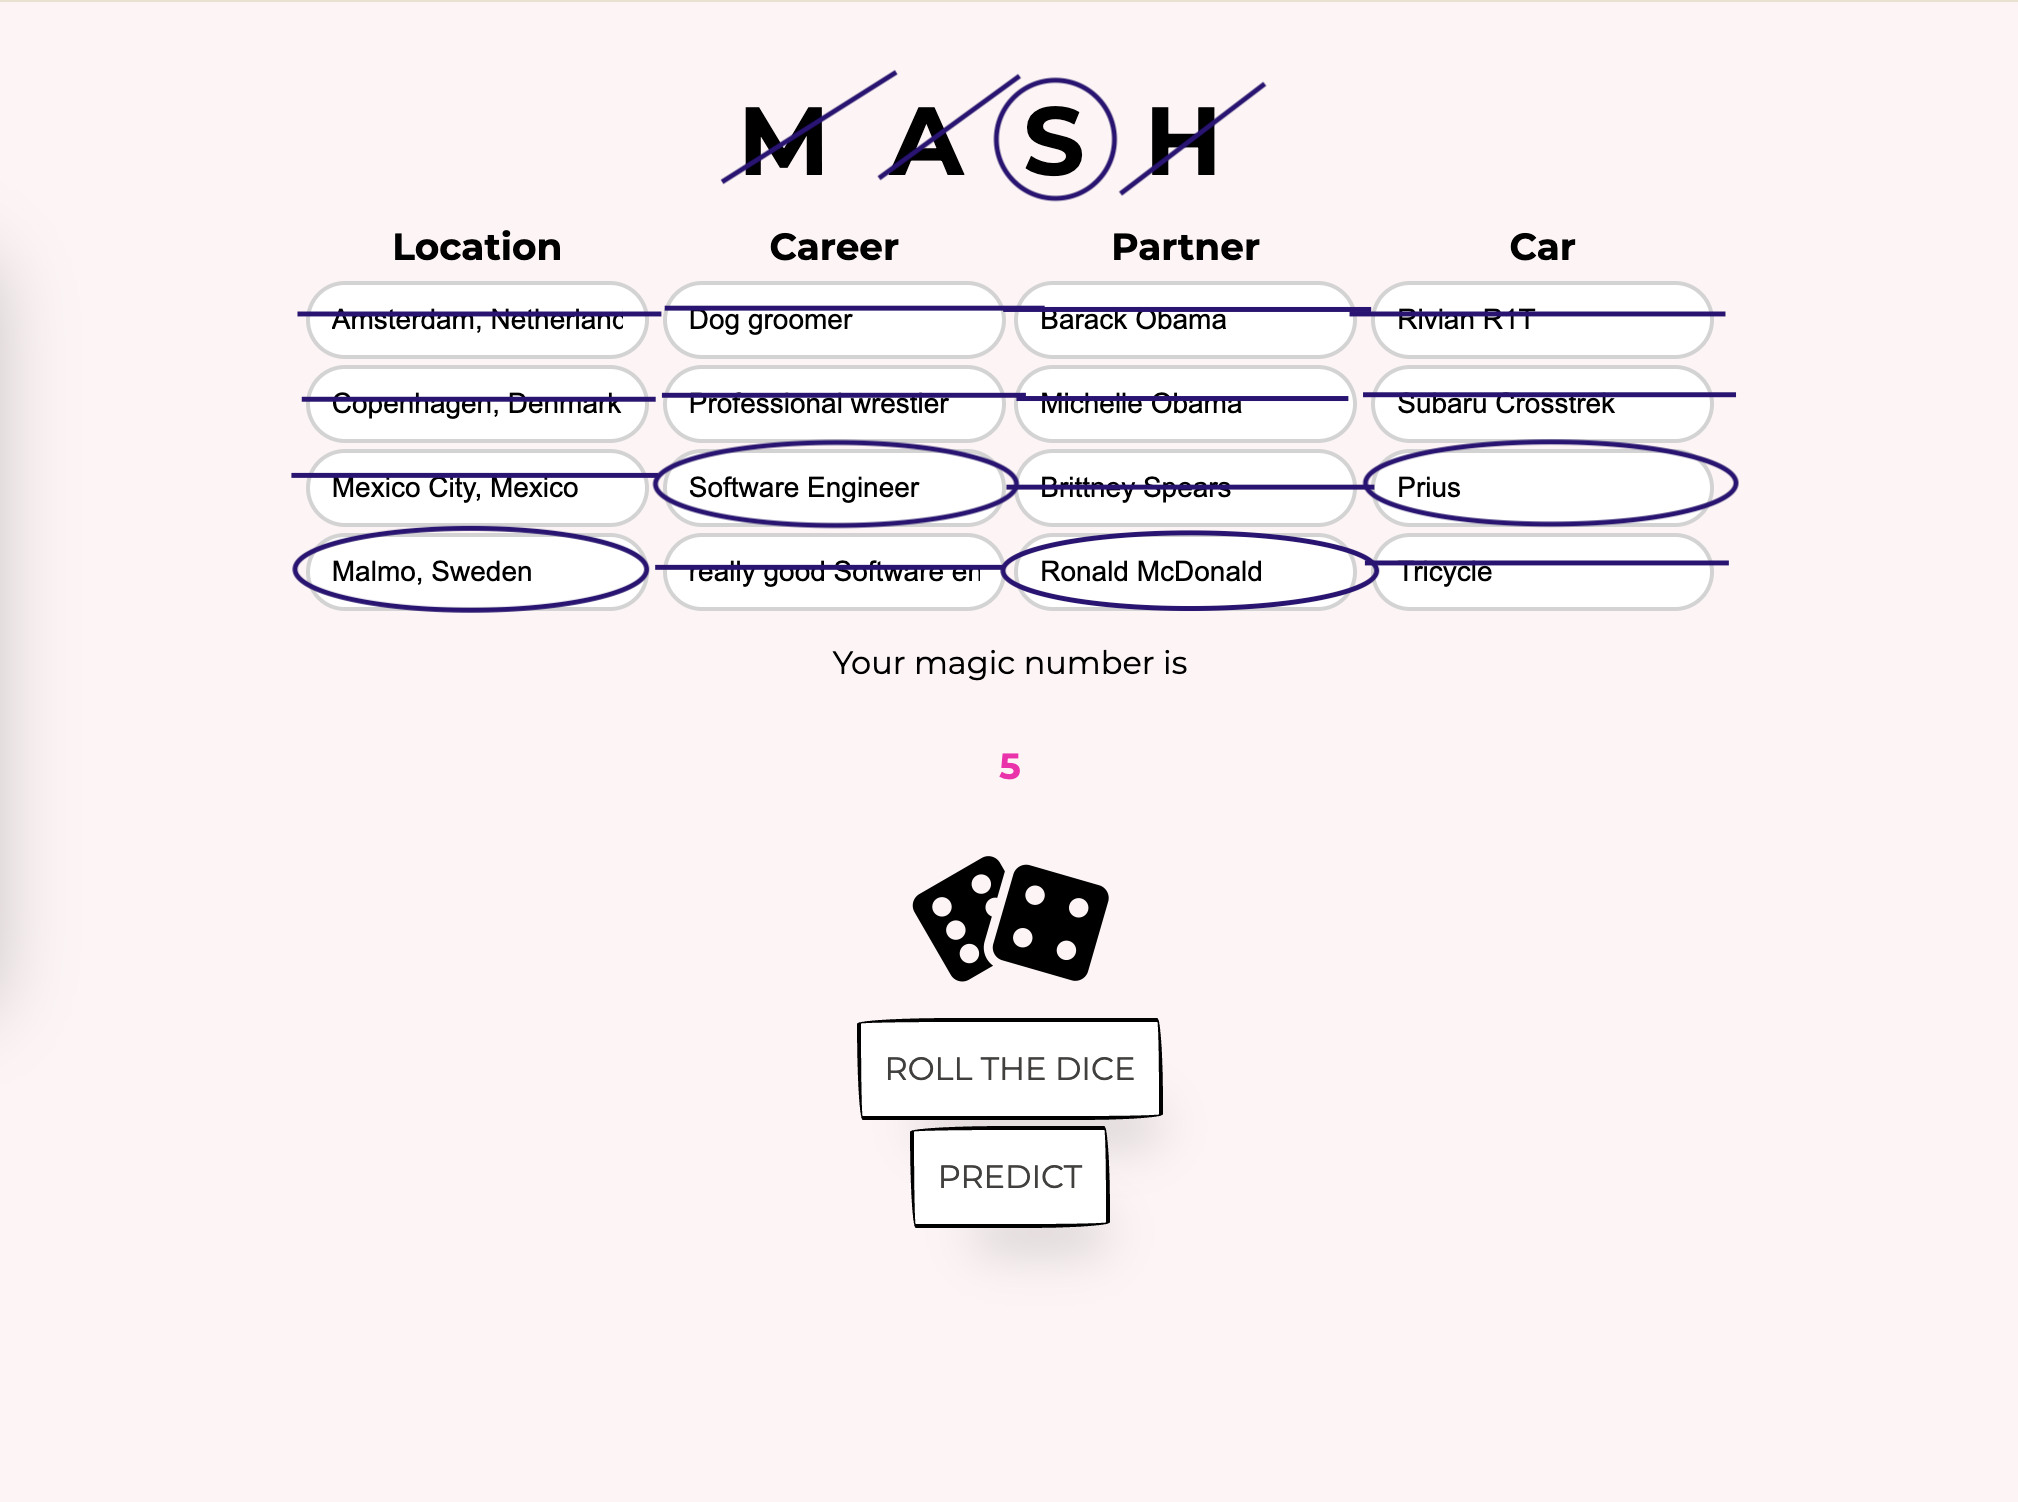 M A S H
Location Career Partner Car
Amsterdam, Netherlanc Dog groomer Barack Obama Rivian R1T
Copenhagen, Denmark Professional wrestler Michelle Obama Subaru Crosstrek
Mexico City, Mexico Software Engineer Brittney Spears Prius
Malmo, Sweden really good Software en Ronald McDonald Tricycle
Your magic number is
5
ROLL THE DICE
PREDICT